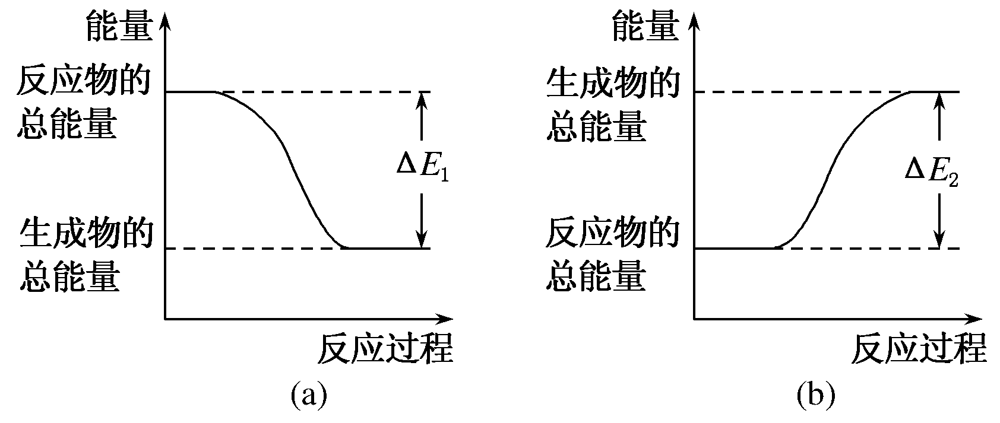 能量
反应物的
总能量
ΔE₁
生成物的
总能量
反应过程
(a)
能量
生成物的
总能量
ΔE₂
反应物的
总能量
反应过程
(b)